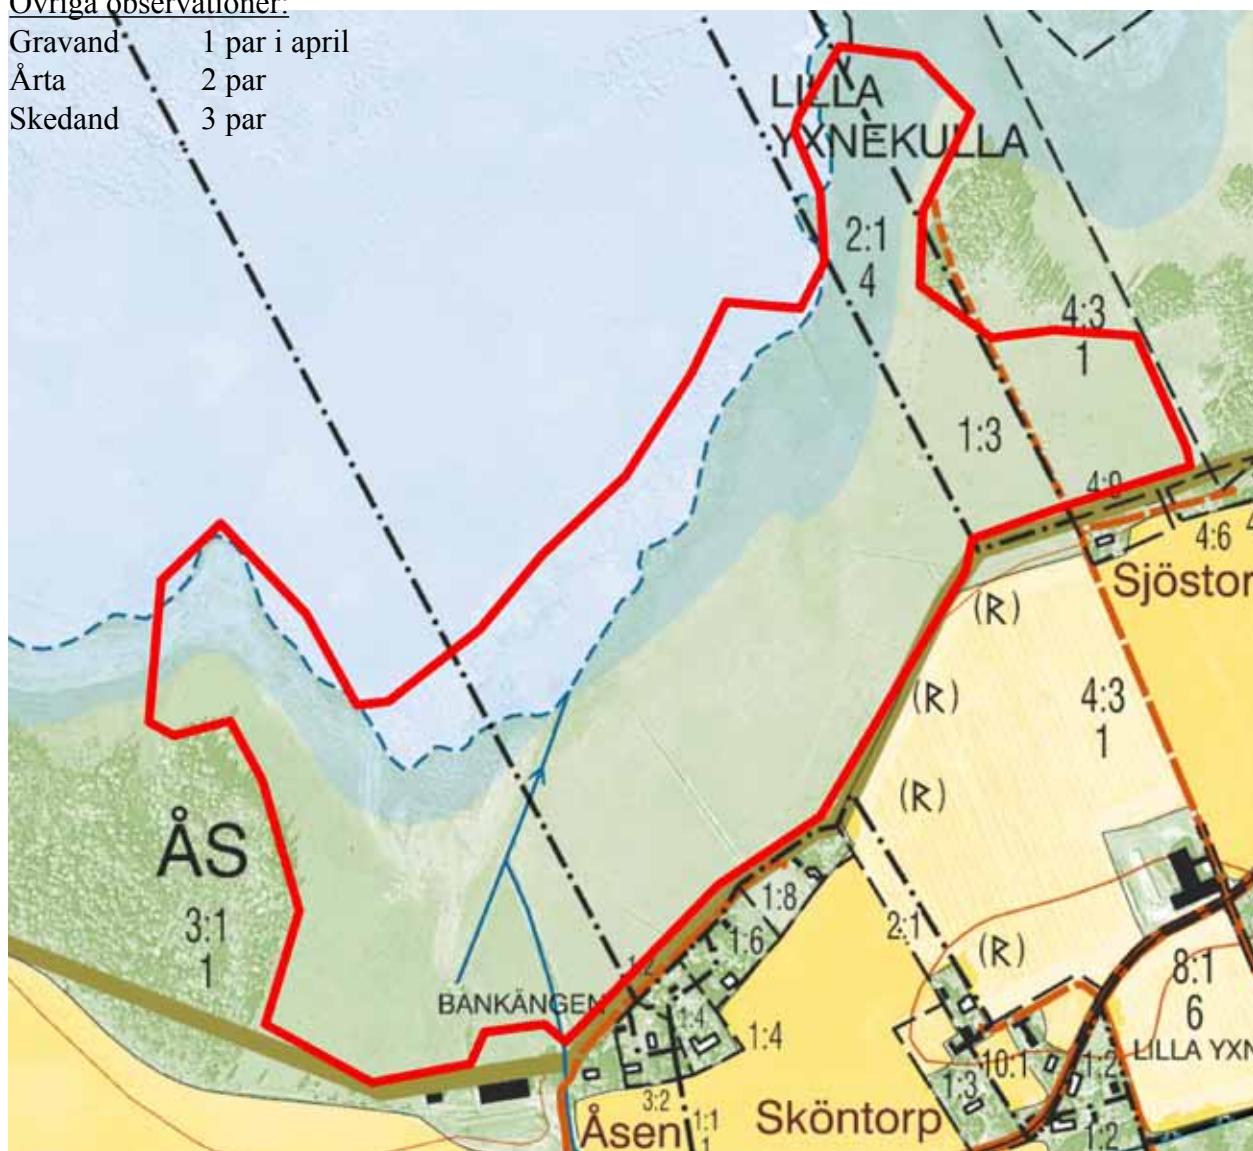 Övriga observationer:
Gravand 1 par i april
Årta 2 par
Skedand 3 par
LILLA
YXNEKULLA
2:1
4
4:3
1
1:3
4:6
Sjöstor
(R)
(R)
4:3
1
(R)
ÅS
3:1
1
1:8
1:6
2:1
(R)
8:1
6
BANKÄNGEN
1:4
1:4
LILLA YXN
10:1
1:2
1:3
3:2
Åsen
1:1
1
Sköntorp
1:2